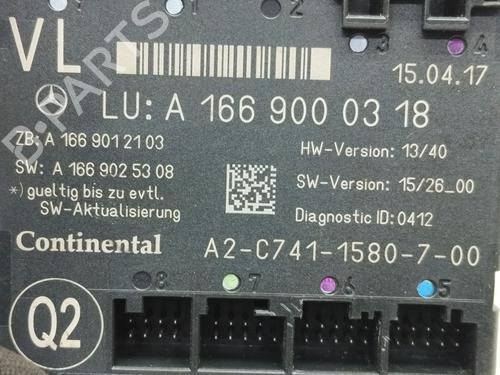 1
2
3
4
VL
15.04.17
LU: A 166 900 03 18
ZB: A 166 901 21 03
HW-Version: 13/40
SW: A 166 902 53 08
SW-Version: 15/26_00
*) gueltig bis zu evtl.
SW-Aktualisierung
Diagnostic ID: 0412
Continental
A2-C741-1580-7-00
8
7
6
5
Q2